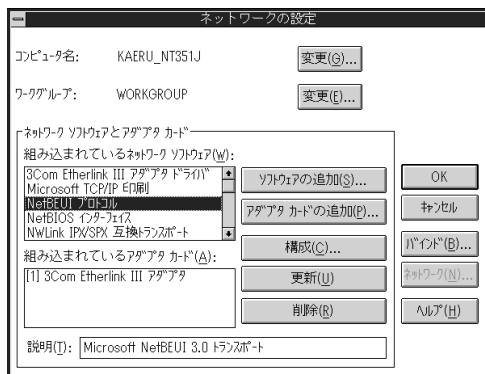 ネットワークの設定
ｺﾝﾋﾟｭｰﾀ名: KAERU_NT351J 変更(G)...
ﾜｰｸｸﾞﾙｰﾌﾟ: WORKGROUP 変更(E)...
ﾈｯﾄﾜｰｸ ｿﾌﾄｳｪｱとｱﾀﾞﾌﾟﾀ ｶｰﾄﾞ
組み込まれているﾈｯﾄﾜｰｸ ｿﾌﾄｳｪｱ(W):
3Com Etherlink III ｱﾀﾞﾌﾟﾀ ﾄﾞﾗｲﾊﾞ
Microsoft TCP/IP 印刷
NetBEUI ﾌﾟﾛﾄｺﾙ
NetBIOS ｲﾝﾀｰﾌｪｲｽ
NWLink IPX/SPX 互換ﾄﾗﾝｽﾎﾟｰﾄ
組み込まれているｱﾀﾞﾌﾟﾀ ｶｰﾄﾞ(A):
[1] 3Com Etherlink III ｱﾀﾞﾌﾟﾀ
ｿﾌﾄｳｪｱの追加(S)...
ｱﾀﾞﾌﾟﾀ ｶｰﾄﾞの追加(P)...
構成(C)...
更新(U)
削除(R)
OK
ｷｬﾝｾﾙ
ﾊﾞｲﾝﾄﾞ(B)...
ﾈｯﾄﾜｰｸ(N)...
ﾍﾙﾌﾟ(H)
説明(T): Microsoft NetBEUI 3.0 ﾄﾗﾝｽﾎﾟｰﾄ